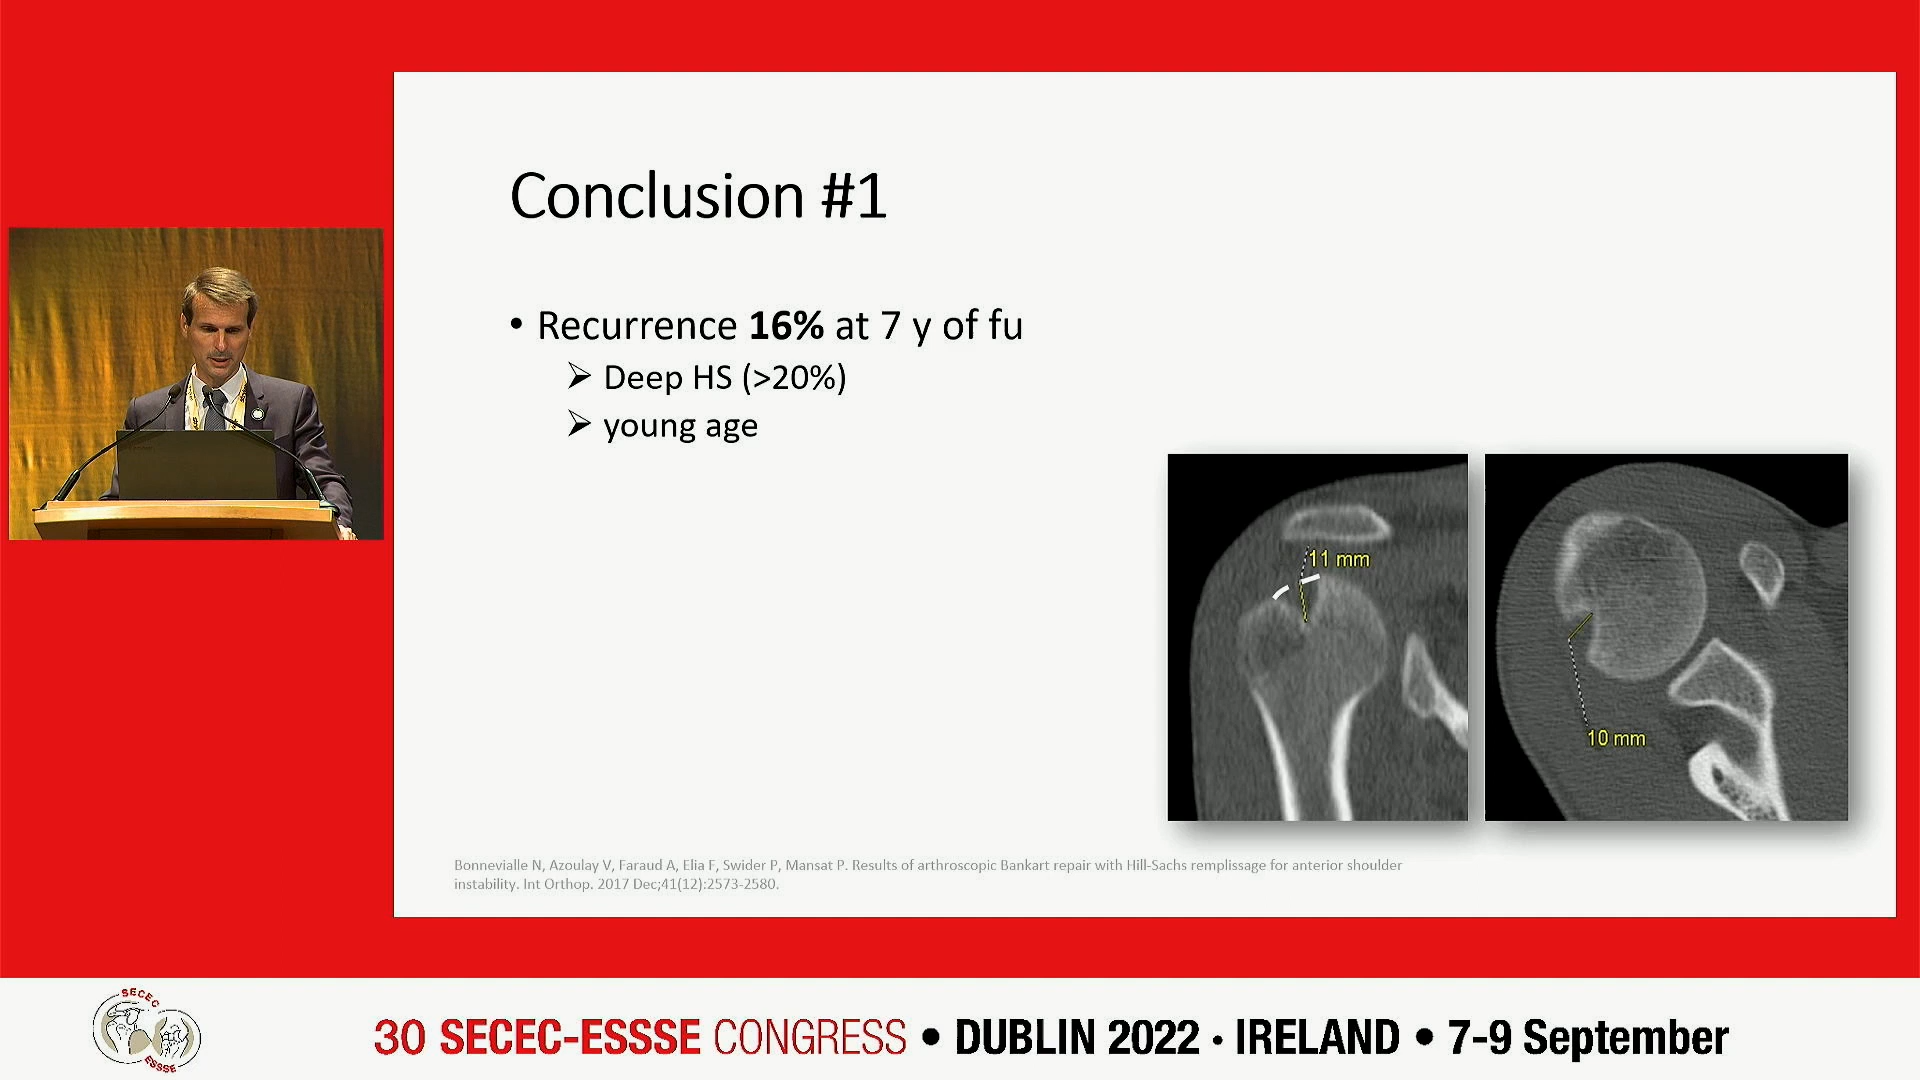 Conclusion #1
• Recurrence 16% at 7 y of fu
➢ Deep HS (>20%)
➢ young age
11 mm
10 mm
Bonnevialle N, Azoulay V, Faraud A, Elia F, Swider P, Mansat P. Results of arthroscopic Bankart repair with Hill-Sachs remplissage for anterior shoulder
instability. Int Orthop. 2017 Dec;41(12):2573-2580.
SECEC
ESSSE
30 SECEC-ESSSE CONGRESS • DUBLIN 2022 • IRELAND • 7-9 September